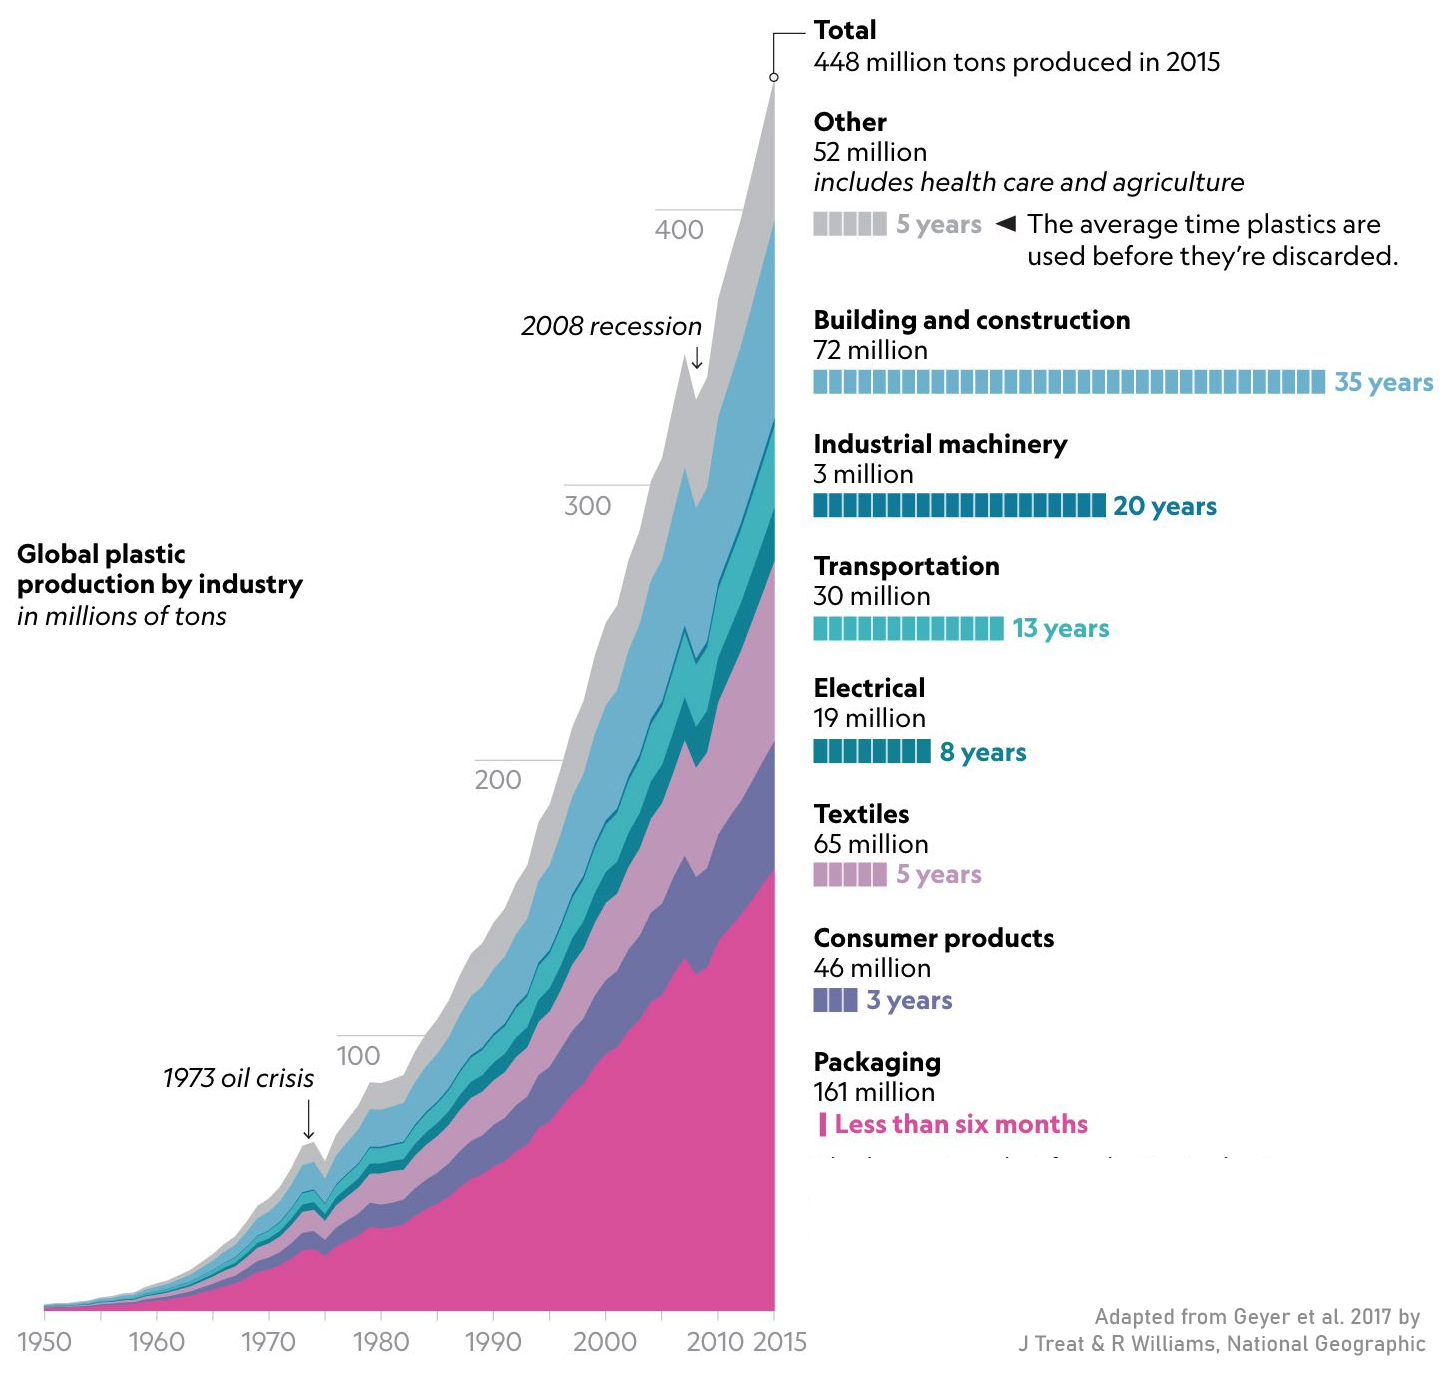 Total
448 million tons produced in 2015
Other
52 million
includes health care and agriculture
5 years ◄ The average time plastics are
used before they’re discarded.
400
2008 recession
Building and construction
72 million
35 years
Industrial machinery
3 million
20 years
300
Global plastic
production by industry
in millions of tons
Transportation
30 million
13 years
Electrical
19 million
8 years
200
Textiles
65 million
5 years
Consumer products
46 million
3 years
100
1973 oil crisis
Packaging
161 million
Less than six months
1950 1960 1970 1980 1990 2000 2010 2015
Adapted from Geyer et al. 2017 by
J Treat & R Williams, National Geographic